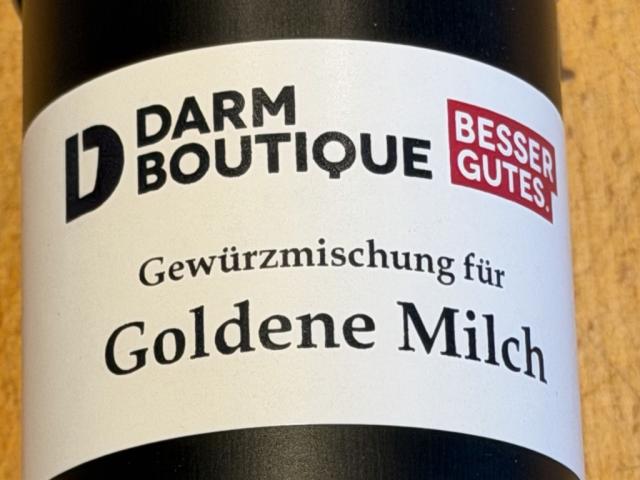 DARM
BOUTIQUE
BESSER
GUTES.
Gewürzmischung für
Goldene Milch